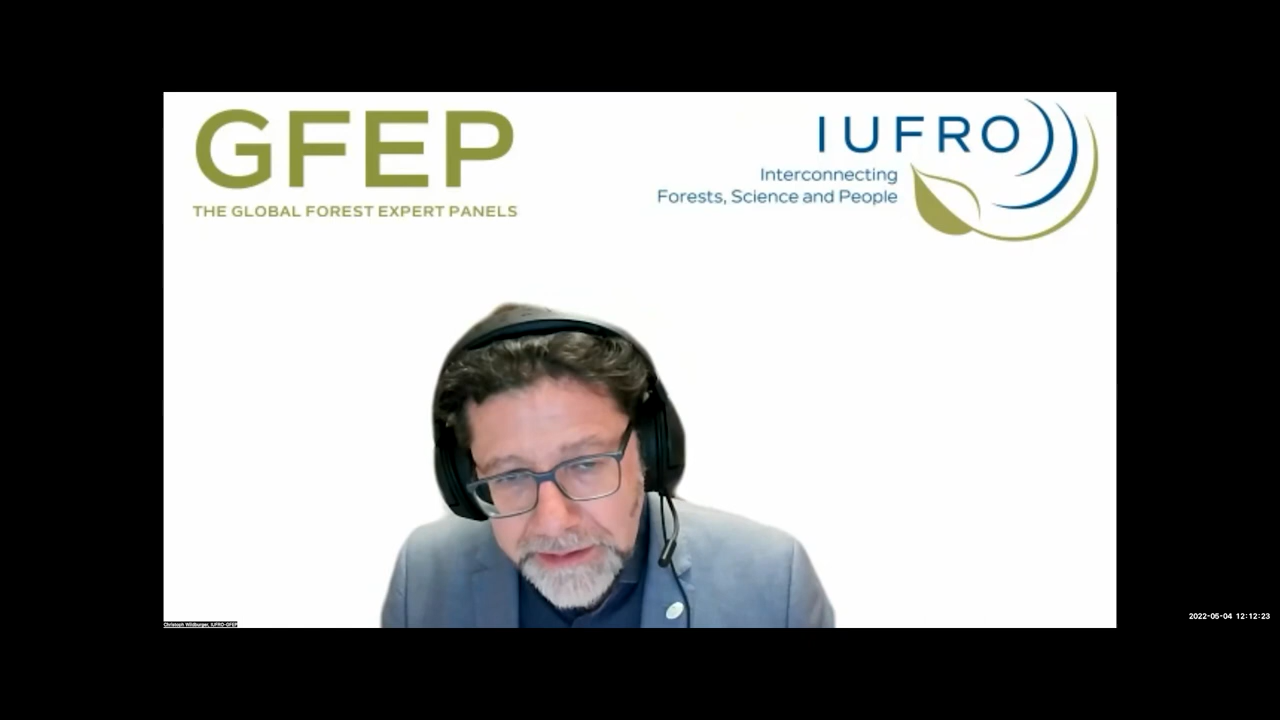 GFEP
THE GLOBAL FOREST EXPERT PANELS
IUFRO
Interconnecting
Forests, Science and People
Christoph Wildburger, IUFRO-GFEP
2022-05-04 12:12:23